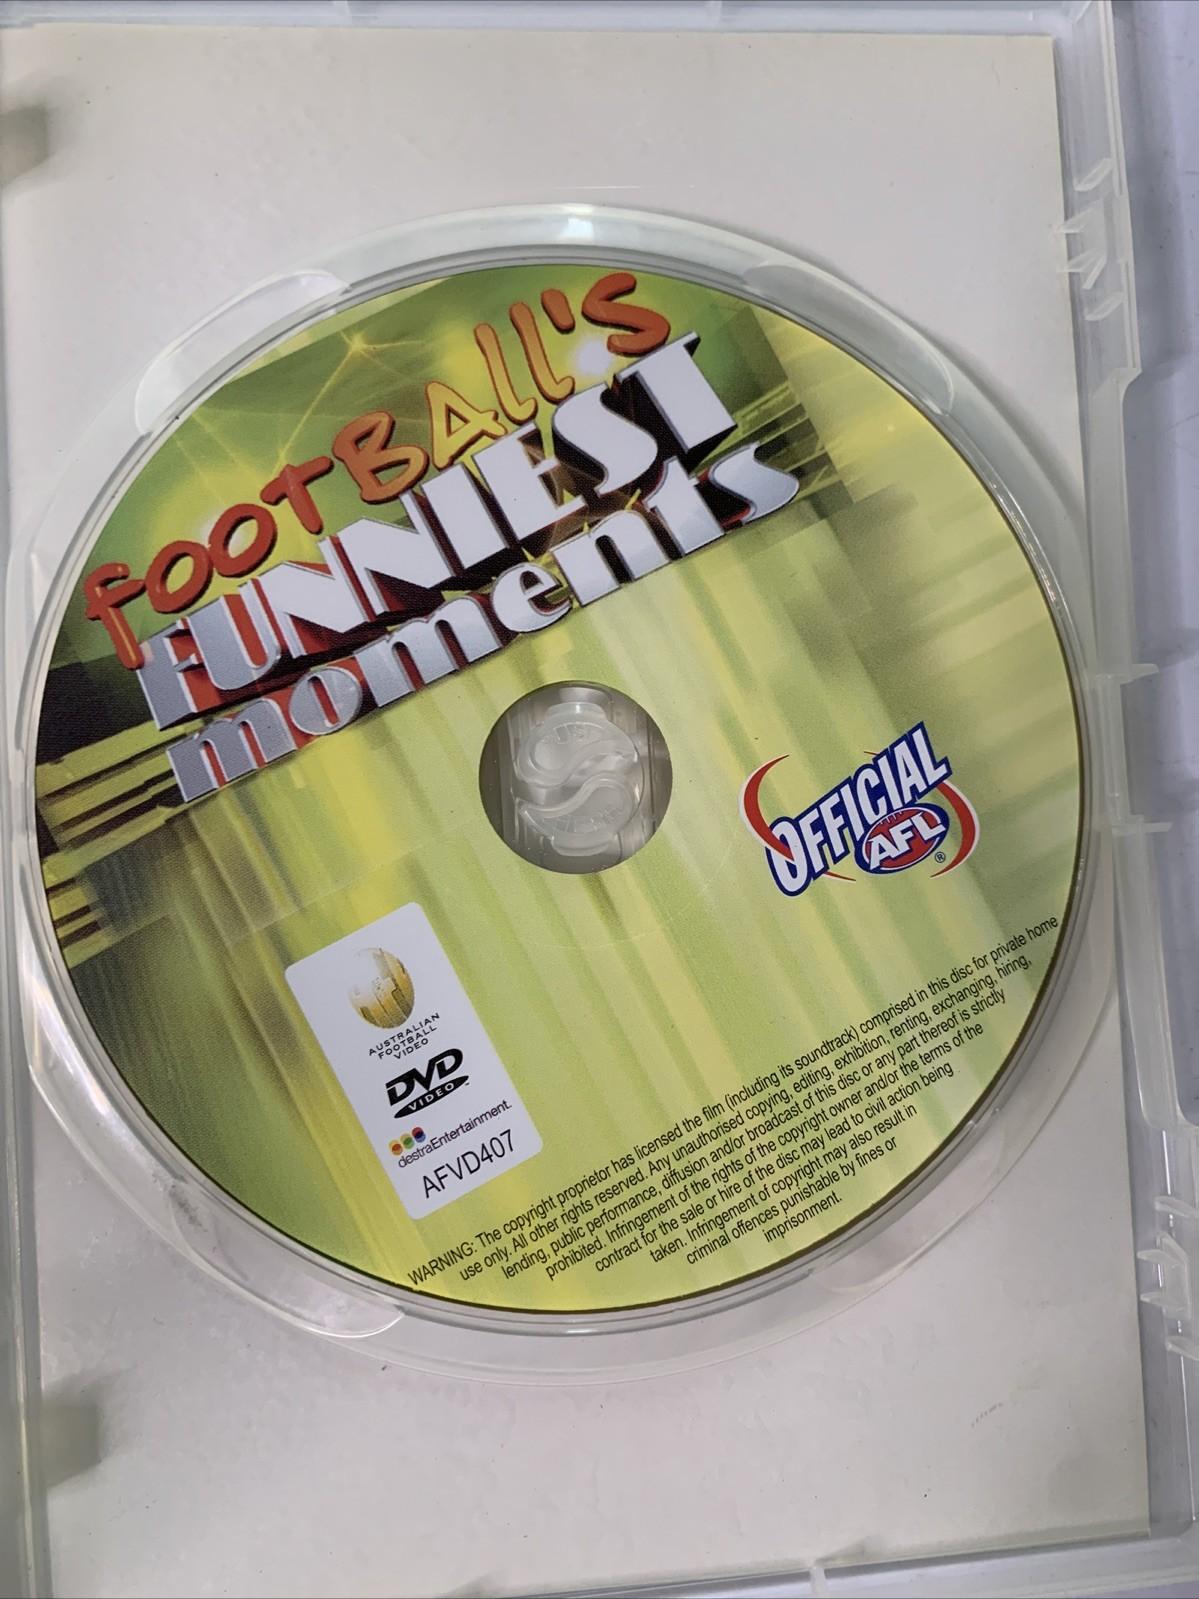 FOOTBALL'S
FUNNIEST
moments
OFFICIAL
AFL ®
AUSTRALIAN
FOOTBALL
VIDEO
DVD
VIDEO
destraEntertainment.
AFVD407
WARNING: The copyright proprietor has licensed the film (including its soundtrack) comprised in this disc for private home
use only. All other rights reserved. Any unauthorised copying, editing, exhibition, renting, exchanging, hiring,
lending, public performance, diffusion and/or broadcast of this disc or any part thereof is strictly
prohibited. Infringement of the rights of the copyright owner and/or the terms of the
contract for the sale or hire of the disc may lead to civil action being
taken. Infringement of copyright may also result in
criminal offences punishable by fines or
imprisonment.